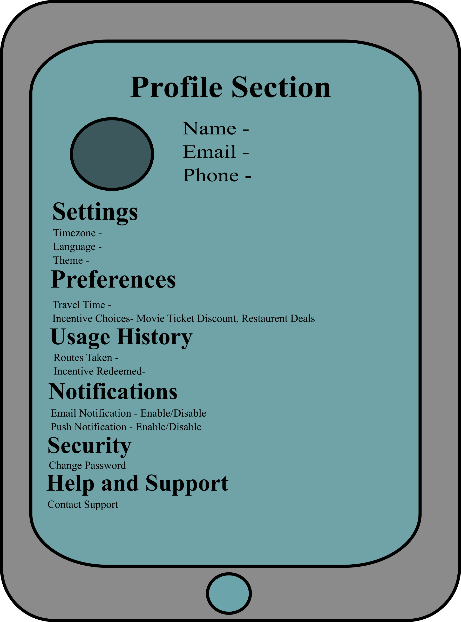 Profile Section
Name -
Email -
Phone -
Settings
Timezone -
Language -
Theme -
Preferences
Travel Time -
Incentive Choices- Movie Ticket Discount, Restaurent Deals
Usage History
Routes Taken -
Incentive Redeemed-
Notifications
Email Notification - Enable/Disable
Push Notification - Enable/Disable
Security
Change Password
Help and Support
Contact Support